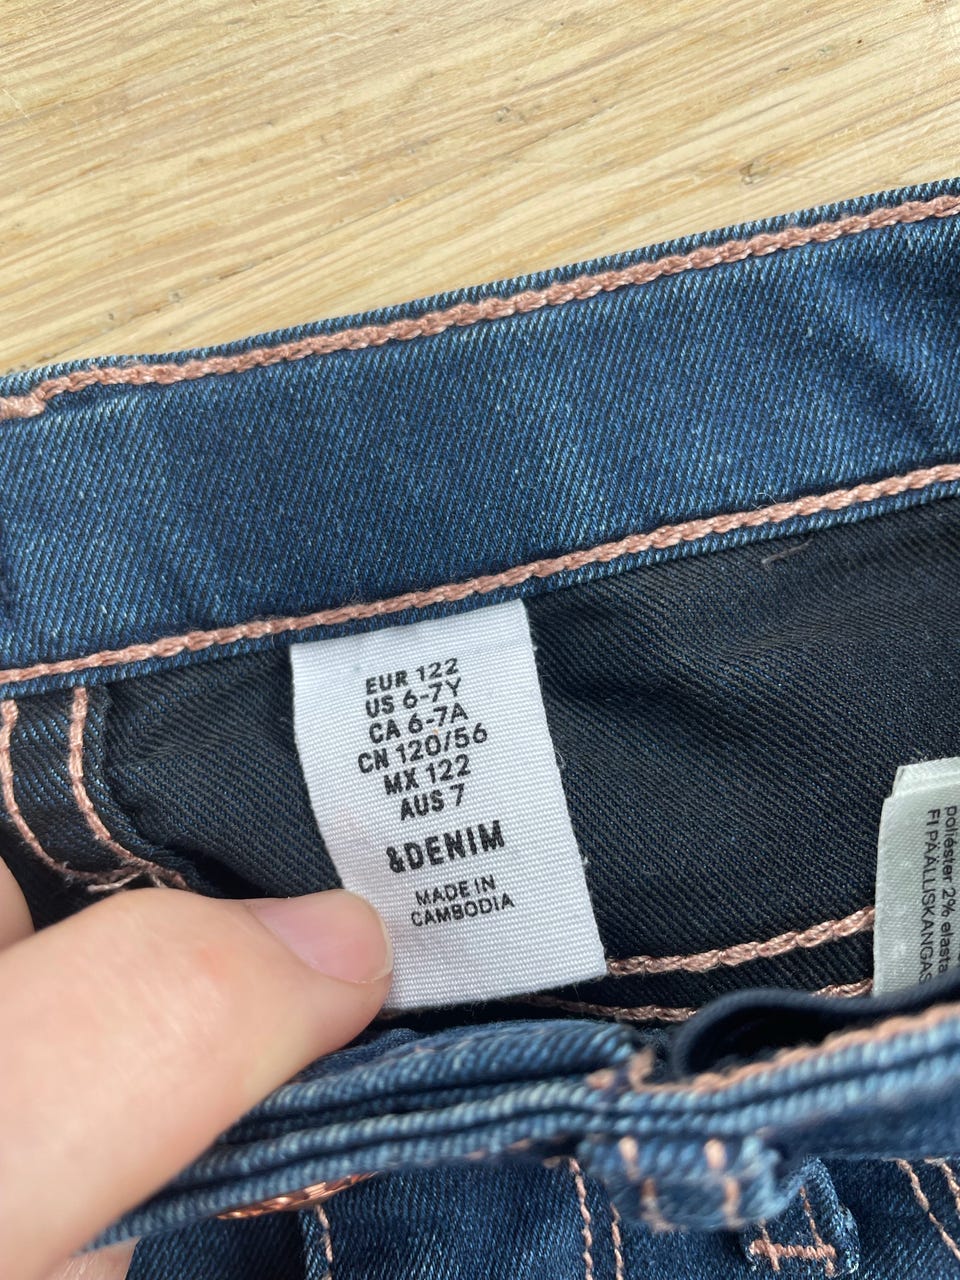 EUR 122
US 6-7Y
CA 6-7A
CN 120/56
MX 122
AUS 7
&DENIM
MADE IN
CAMBODIA
poliéster 2% elasta
FI PÄÄLLISKANGAS